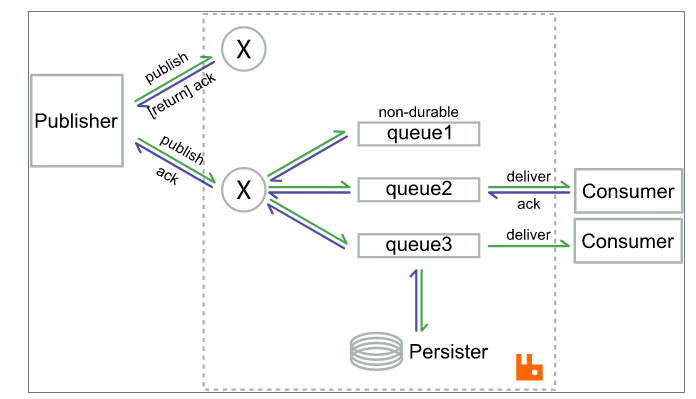 X
publish
[return] ack
Publisher
publish
ack
X
non-durable
queue1
queue2
deliver
ack
Consumer
queue3
deliver
Consumer
Persister